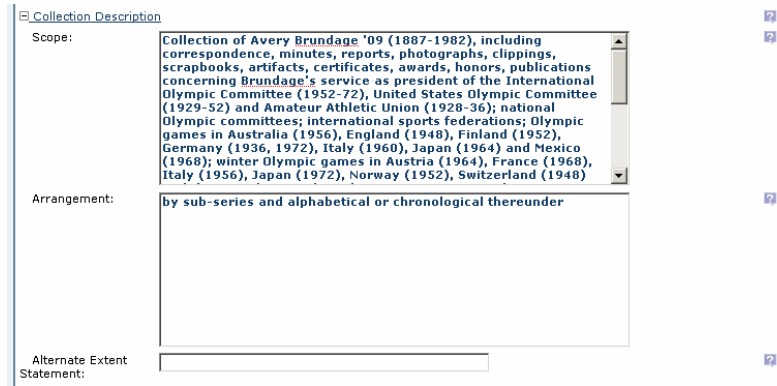 Collection Description
Scope:
Collection of Avery Brundage '09 (1887-1982), including
correspondence, minutes, reports, photographs, clippings,
scrapbooks, artifacts, certificates, awards, honors, publications
concerning Brundage's service as president of the International
Olympic Committee (1952-72), United States Olympic Committee
(1929-52) and Amateur Athletic Union (1928-36); national
Olympic committees; international sports federations; Olympic
games in Australia (1956), England (1948), Finland (1952),
Germany (1936, 1972), Italy (1960), Japan (1964) and Mexico
(1968); winter Olympic games in Austria (1964), France (1968),
Italy (1956), Japan (1972), Norway (1952), Switzerland (1948)
Arrangement:
by sub-series and alphabetical or chronological thereunder
Alternate Extent
Statement: